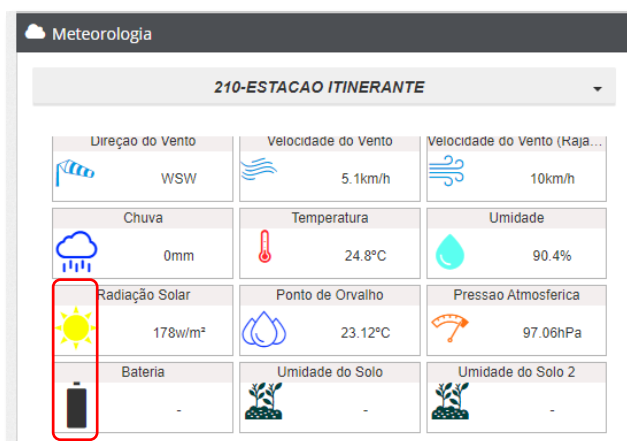 Meteorologia
210-ESTACAO ITINERANTE
Direção do Vento
Velocidade do Vento
Velocidade do Vento (Raja...
WSW
5.1km/h
10km/h
Chuva
Temperatura
Umidade
0mm
24.8ºC
90.4%
Radiação Solar
Ponto de Orvalho
Pressao Atmosferica
178w/m²
23.12ºC
97.06hPa
Bateria
Umidade do Solo
Umidade do Solo 2
-
-
-